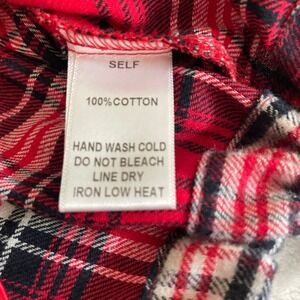 SELF
100%COTTON
HAND WASH COLD
DO NOT BLEACH
LINE DRY
IRON LOW HEAT